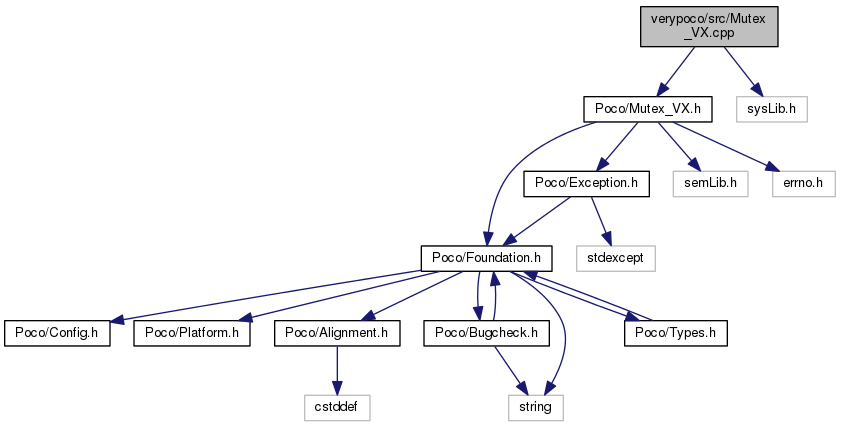 verypoco/src/Mutex
_VX.cpp
Poco/Mutex_VX.h
sysLib.h
Poco/Exception.h
semLib.h
errno.h
Poco/Foundation.h
stdexcept
Poco/Config.h
Poco/Platform.h
Poco/Alignment.h
Poco/Bugcheck.h
Poco/Types.h
cstddef
string